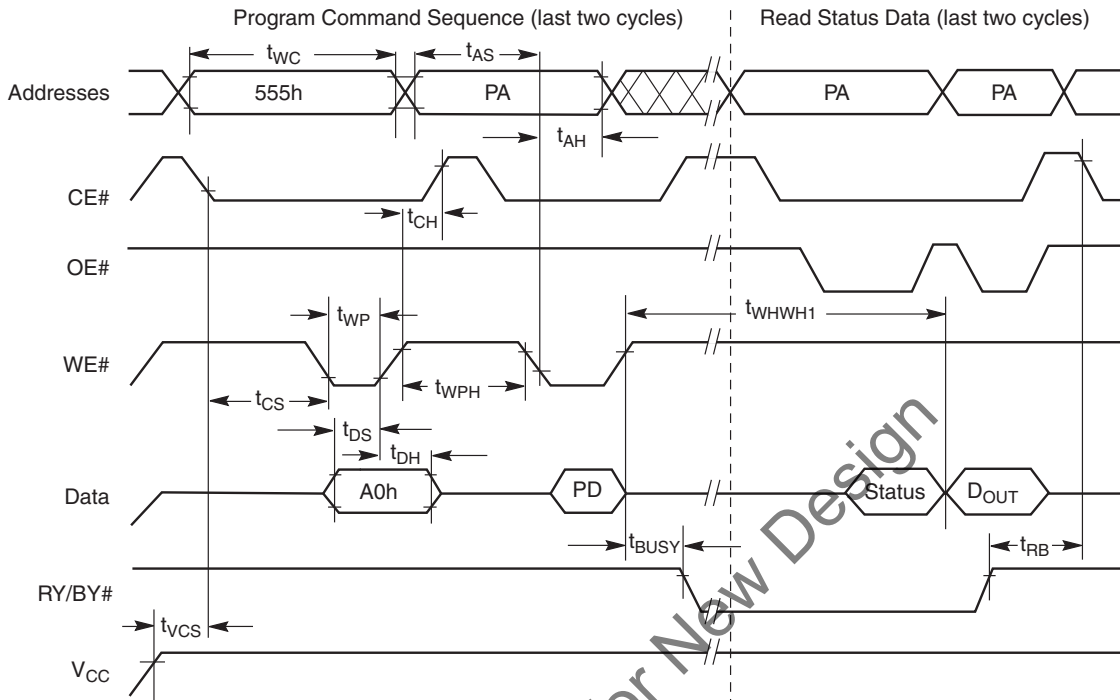 Program Command Sequence (last two cycles)
Read Status Data (last two cycles)
tWC
tAS
Addresses
555h
PA
PA
PA
tAH
CE#
tCH
OE#
tWP
tWHWH1
WE#
tCS
tWPH
tDS
tDH
Data
A0h
PD
Status
DOUT
tBUSY
tRB
RY/BY#
tVCS
VCC
for New Design